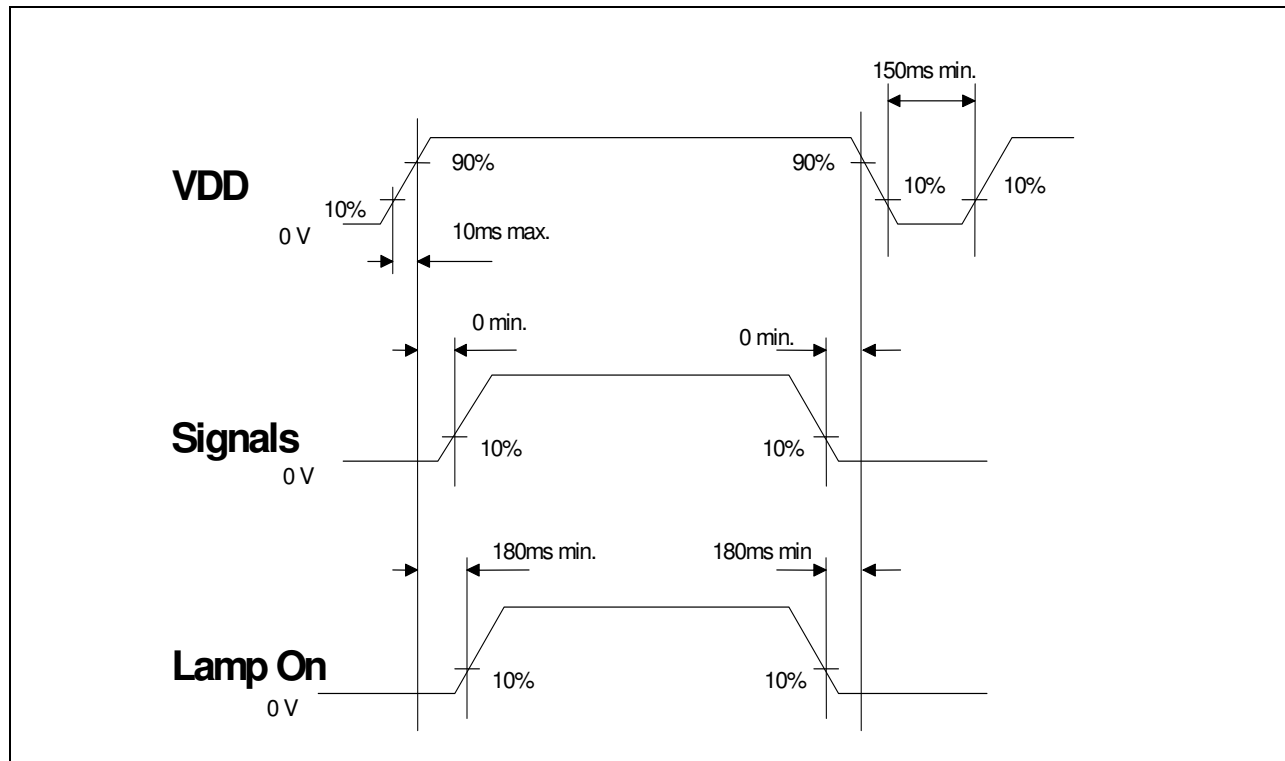 150ms min.
VDD
90%
90%
10%
10%
10%
0 V
10ms max.
0 min.
0 min.
Signals
10%
10%
0 V
180ms min.
180ms min
Lamp On
10%
10%
0 V